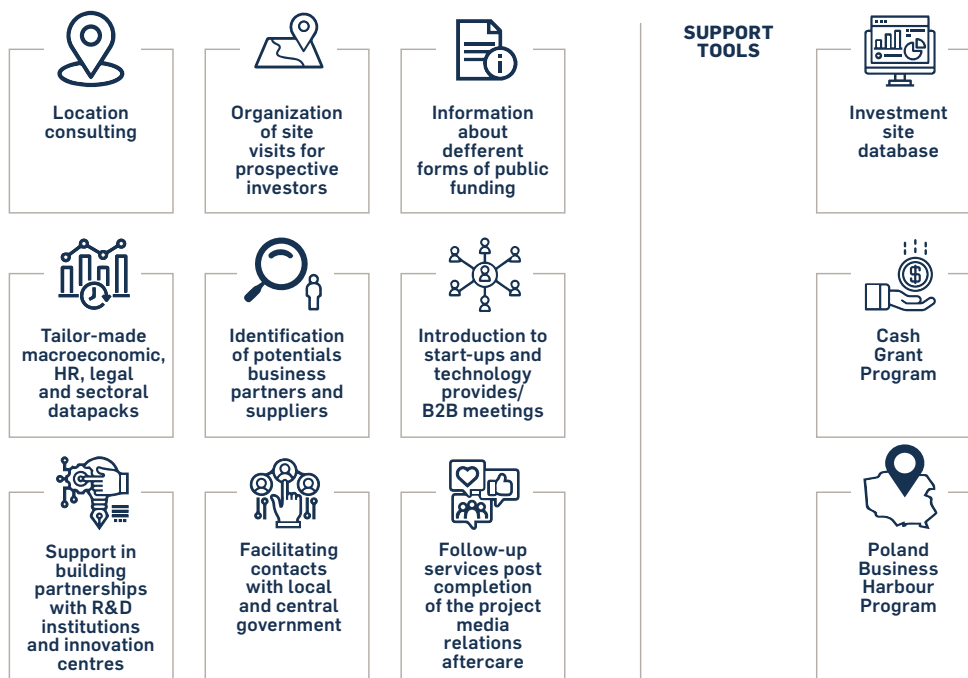 Location
consulting
Organization
of site
visits for
prospective
investors
Information
about
defferent
forms of public
funding
Tailor-made
macroeconomic,
HR, legal
and sectoral
datapacks
Identification
of potentials
business
partners and
suppliers
Introduction to
start-ups and
technology
provides/
B2B meetings
Support in
building
partnerships
with R&D
institutions
and innovation
centres
Facilitating
contacts
with local
and central
government
Follow-up
services post
completion
of the project
media
relations
aftercare
SUPPORT
TOOLS
Investment
site
database
Cash
Grant
Program
Poland
Business
Harbour
Program